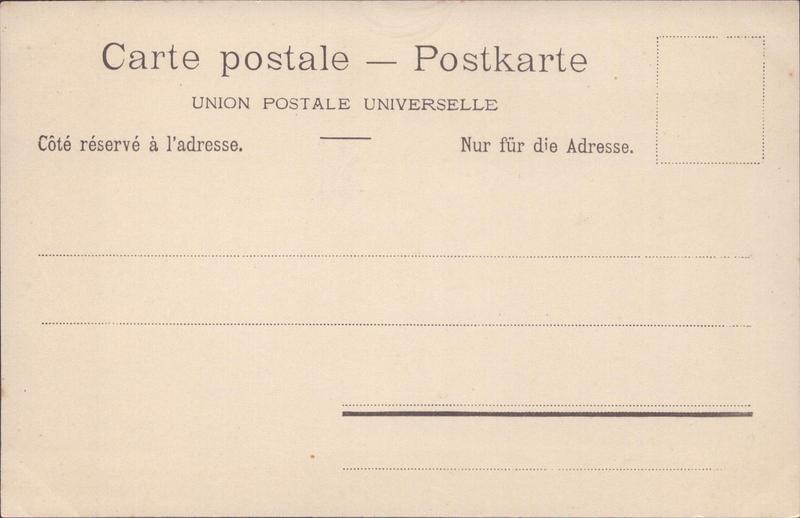 Carte postale — Postkarte
UNION POSTALE UNIVERSELLE
Côté réservé à l'adresse. Nur für die Adresse.